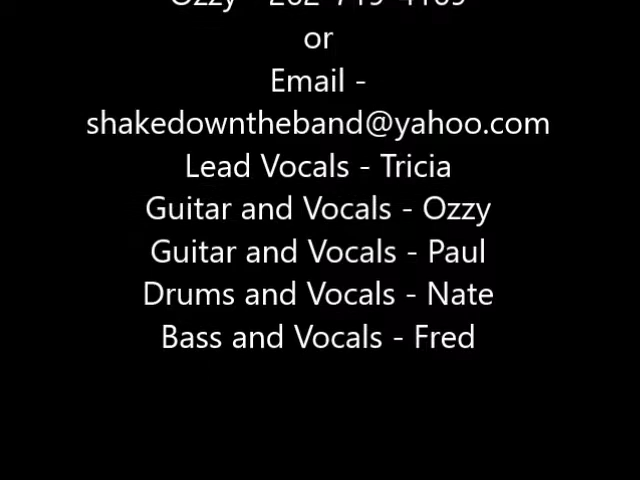 Ozzy -
or
Email -
shakedowntheband@yahoo.com
Lead Vocals - Tricia
Guitar and Vocals - Ozzy
Guitar and Vocals - Paul
Drums and Vocals - Nate
Bass and Vocals - Fred